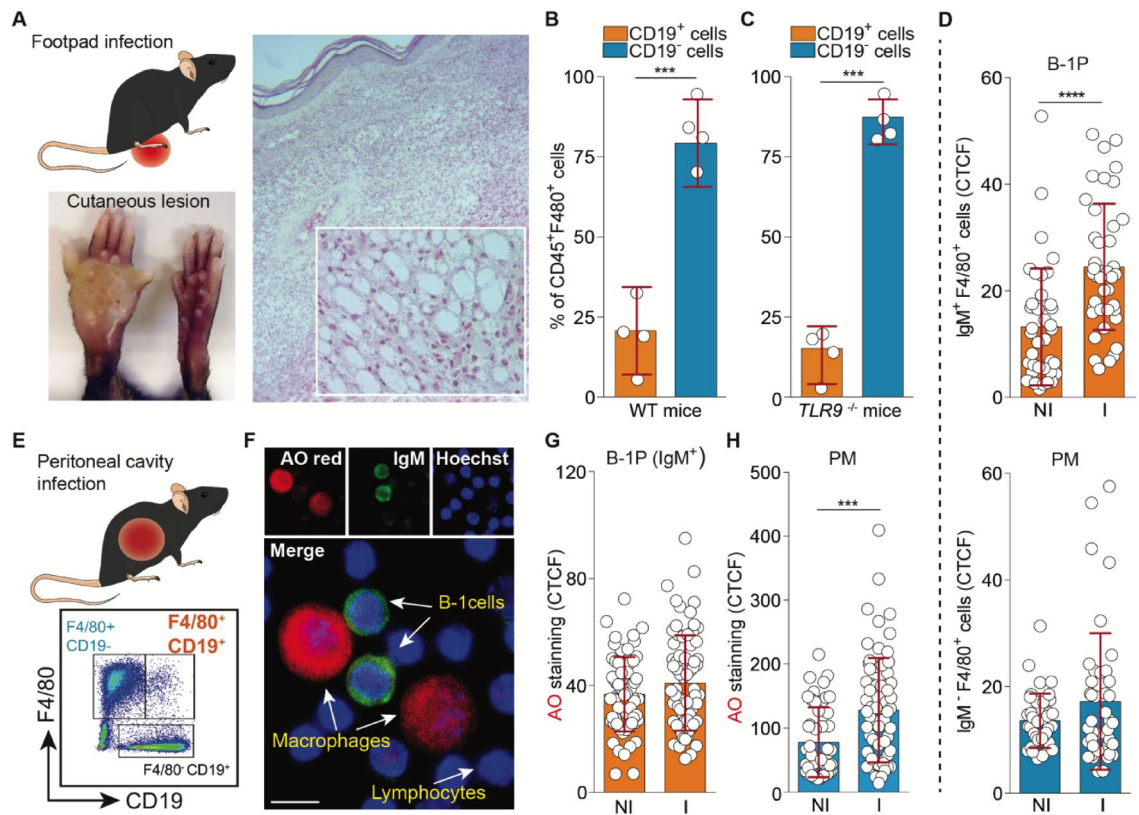 A
Footpad infection
Cutaneous lesion
B
CD19+ cells
CD19- cells
***
% of CD45+F480+ cells
100
75
50
25
0
WT mice
C
CD19+ cells
CD19- cells
***
100
75
50
15
0
TLR9 -/- mice
D
B-1P
****
IgM+ F4/80+ cells (CTCF)
60
40
20
0
NI
I
PM
IgM - F4/80+ cells (CTCF)
60
40
20
0
NI
I
E
Peritoneal cavity
infection
F4/80+
CD19-
F4/80+
CD19+
F4/80- CD19+
F4/80
CD19
F
AO red
IgM
Hoechst
Merge
B-1cells
Macrophages
Lymphocytes
G
B-1P (IgM+)
AO stainning (CTCF)
120
80
40
0
NI
I
H
PM
***
AO stainning (CTCF)
500
400
300
200
100
0
NI
I